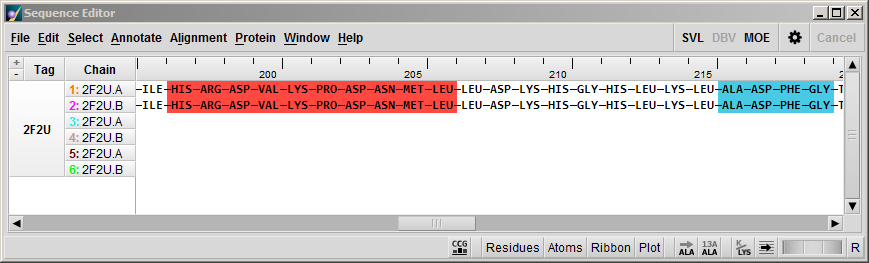 Sequence Editor
File Edit Select Annotate Alignment Protein Window Help SVL DBV MOE Cancel
+ - Tag Chain 200 205 210 215
1: 2F2U.A ILE-HIS-ARG-ASP-VAL-LYS-PRO-ASP-ASN-MET-LEU-LEU-ASP-LYS-HIS-GLY-HIS-LEU-LYS-LEU-ALA-ASP-PHE-GLY-T
2: 2F2U.B ILE-HIS-ARG-ASP-VAL-LYS-PRO-ASP-ASN-MET-LEU-LEU-ASP-LYS-HIS-GLY-HIS-LEU-LYS-LEU-ALA-ASP-PHE-GLY-T
2F2U 3: 2F2U.A
4: 2F2U.B
5: 2F2U.A
6: 2F2U.B
CCG Residues Atoms Ribbon Plot ALA 13A ALA K LYS R